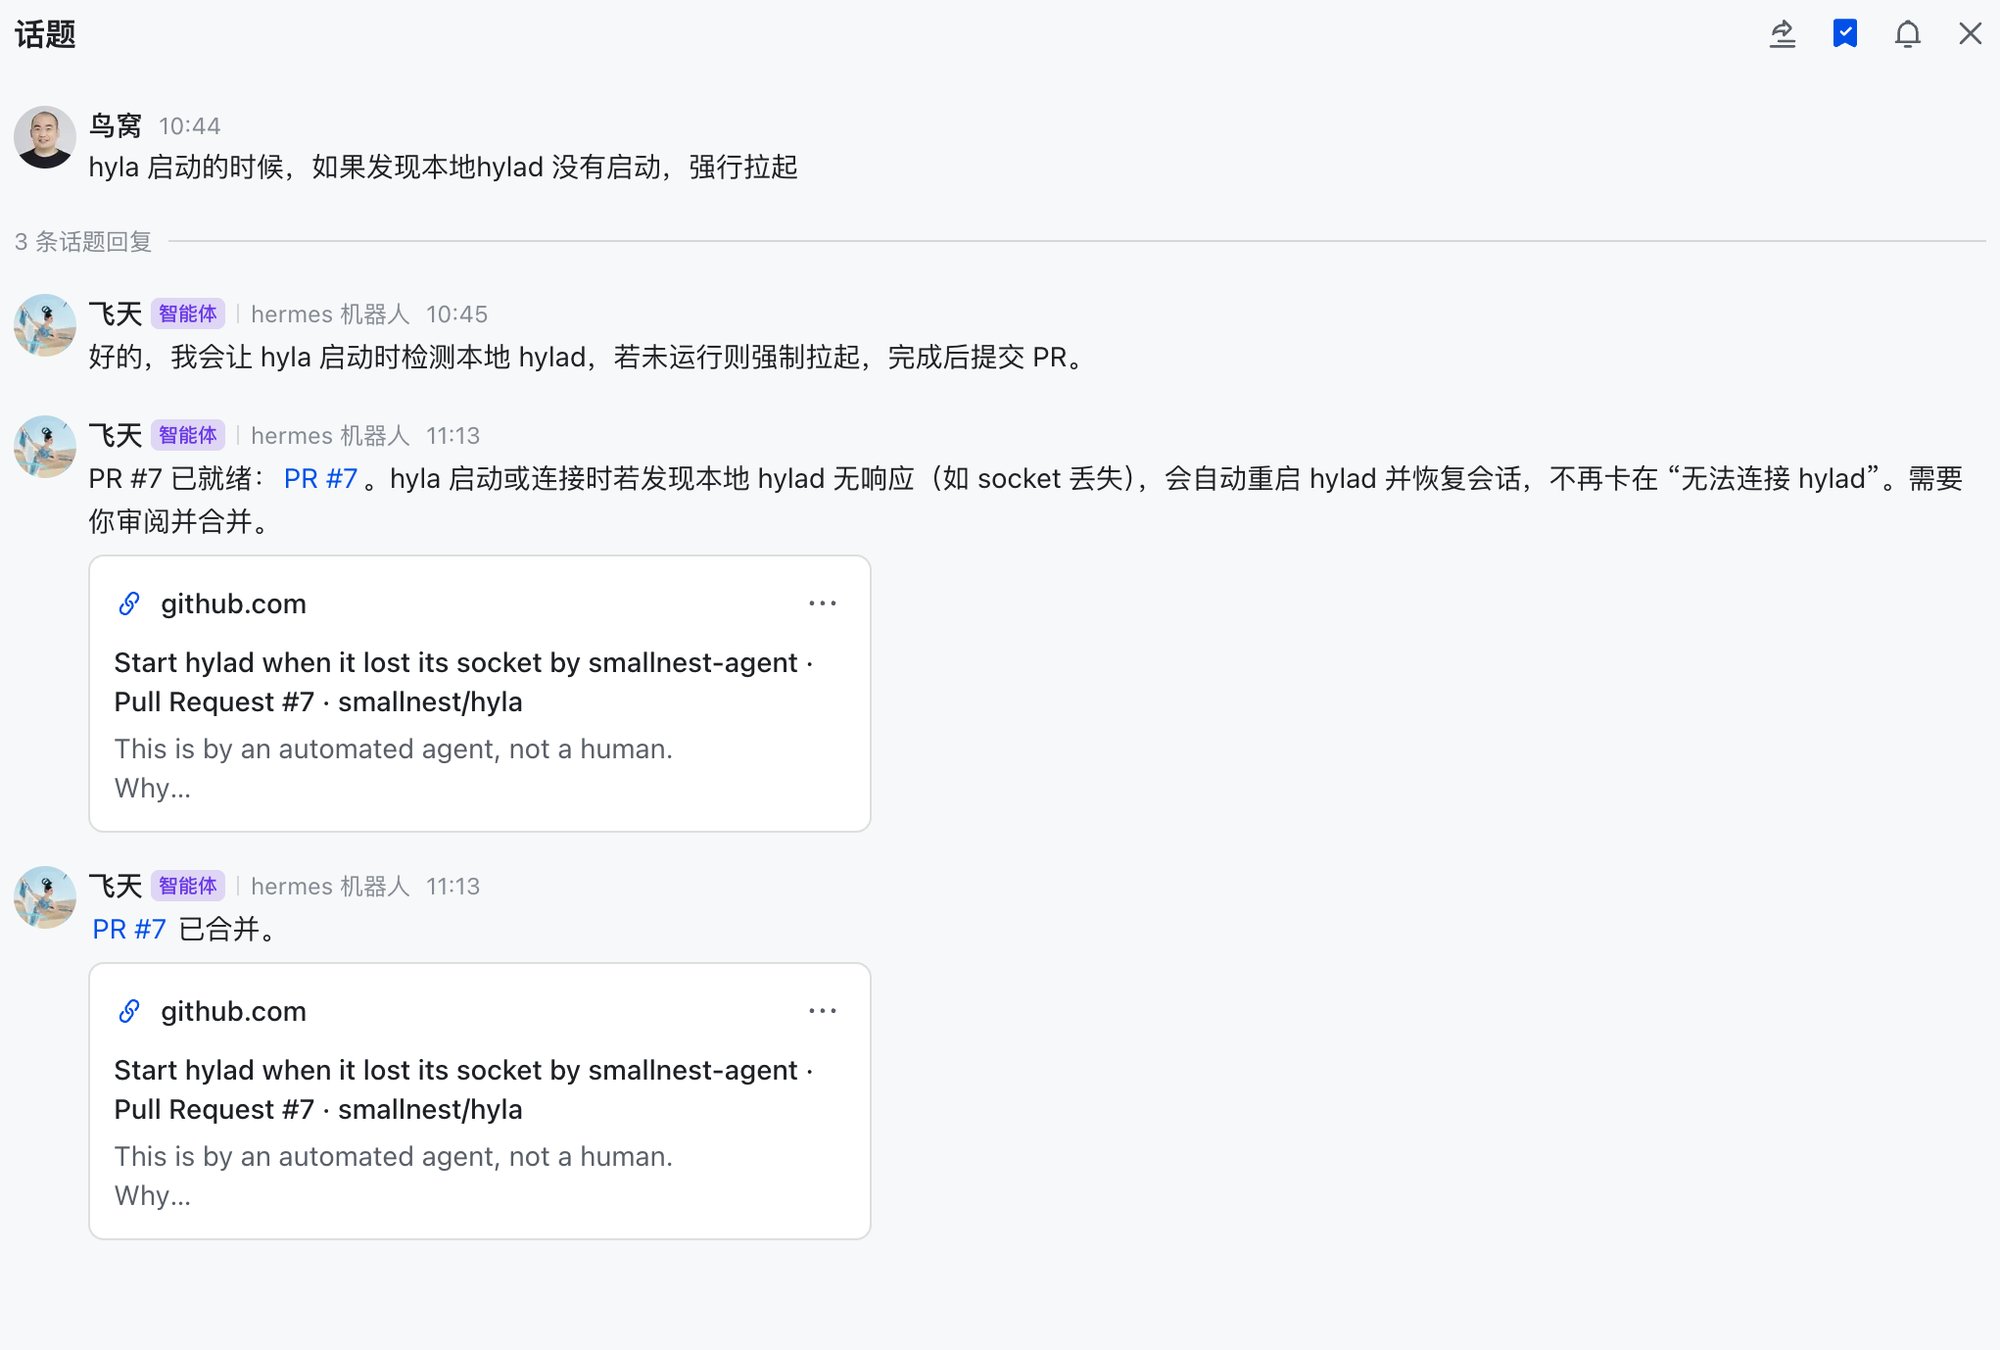 话题
鸟窝 10:44
hyla 启动的时候，如果发现本地hylad 没有启动，强行拉起
3 条话题回复
飞天 智能体 hermes 机器人 10:45
好的，我会让 hyla 启动时检测本地 hylad，若未运行则强制拉起，完成后提交 PR。
飞天 智能体 hermes 机器人 11:13
PR #7 已就绪： PR #7 。hyla 启动或连接时若发现本地 hylad 无响应（如 socket 丢失），会自动重启 hylad 并恢复会话，不再卡在 “无法连接 hylad”。需要
你审阅并合并。
github.com ···
Start hylad when it lost its socket by smallnest-agent ·
Pull Request #7 · smallnest/hyla
This is by an automated agent, not a human.
Why...
飞天 智能体 hermes 机器人 11:13
PR #7 已合并。
github.com ···
Start hylad when it lost its socket by smallnest-agent ·
Pull Request #7 · smallnest/hyla
This is by an automated agent, not a human.
Why...